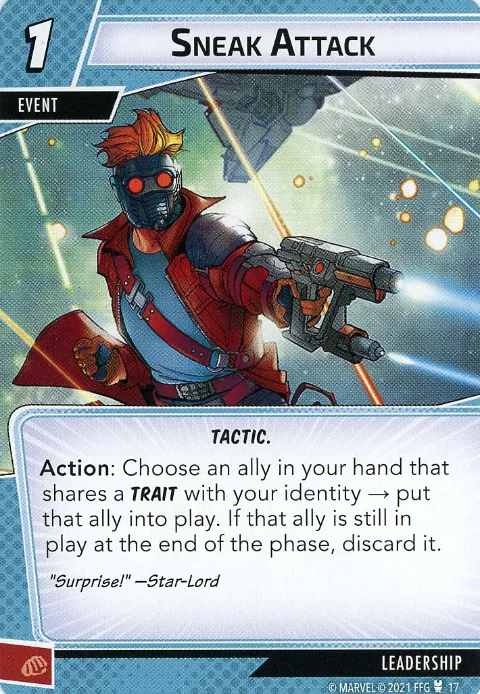 1
SNEAK ATTACK
EVENT
TACTIC.
Action: Choose an ally in your hand that
shares a TRAIT with your identity → put
that ally into play. If that ally is still in
play at the end of the phase, discard it.
"Surprise!" —Star-Lord
LEADERSHIP
© MARVEL © 2021 FFG 17